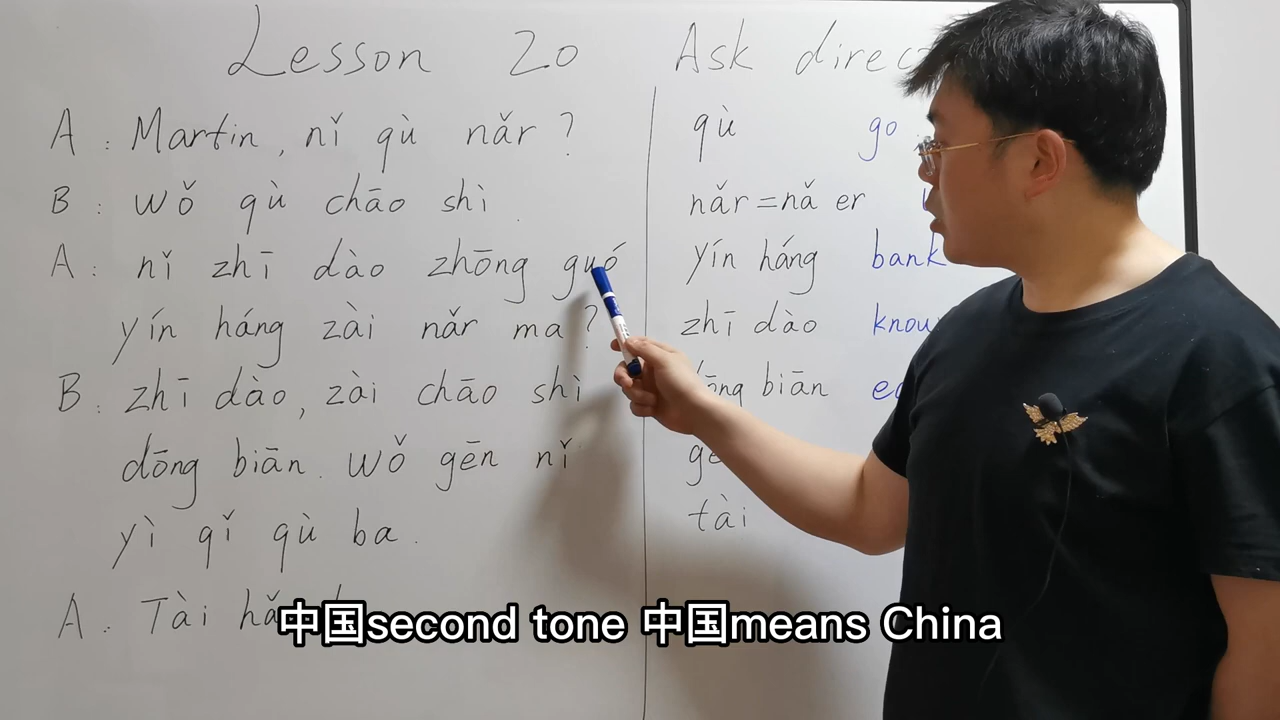 Lesson 20 Ask direc
A : Martin, nǐ qù nǎr ?
B : wǒ qù chāo shì .
A : nǐ zhī dào zhōng guó
yín háng zài nǎr ma ?
B : zhī dào, zài chāo shì
dōng biān . wǒ gēn nǐ
yì qǐ qù ba .
A : Tài hǎ
qù go
nǎr = nǎ er
yín háng bank
zhī dào know
dōng biān
tài
中国second tone 中国means China